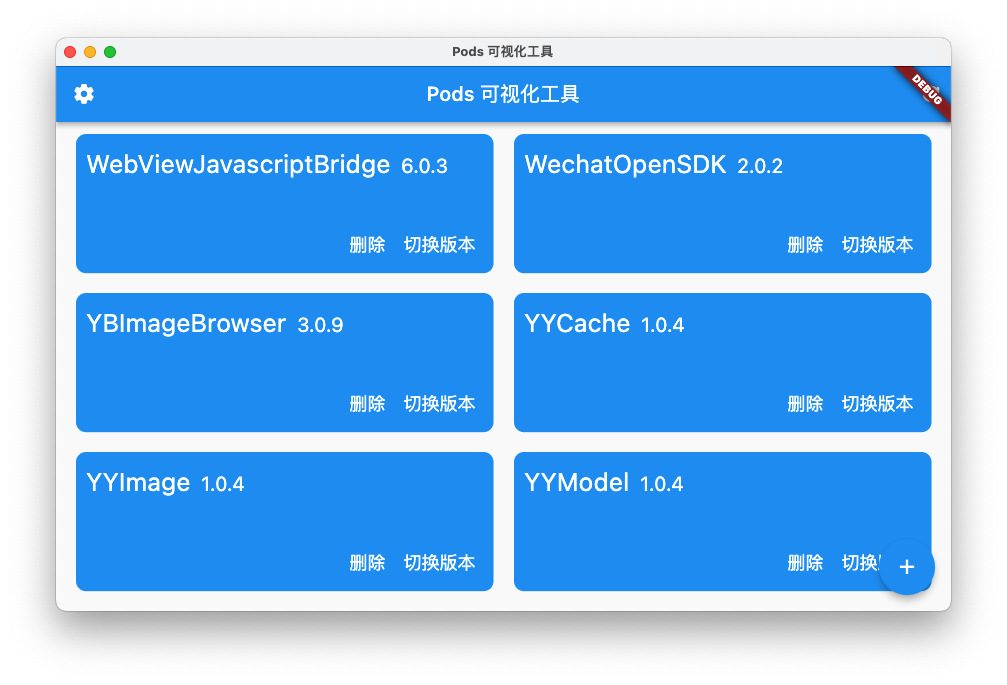 Pods 可视化工具
Pods 可视化工具
DEBUG
WebViewJavascriptBridge 6.0.3
删除 切换版本
WechatOpenSDK 2.0.2
删除 切换版本
YBImageBrowser 3.0.9
删除 切换版本
YYCache 1.0.4
删除 切换版本
YYImage 1.0.4
删除 切换版本
YYModel 1.0.4
删除 切换
+